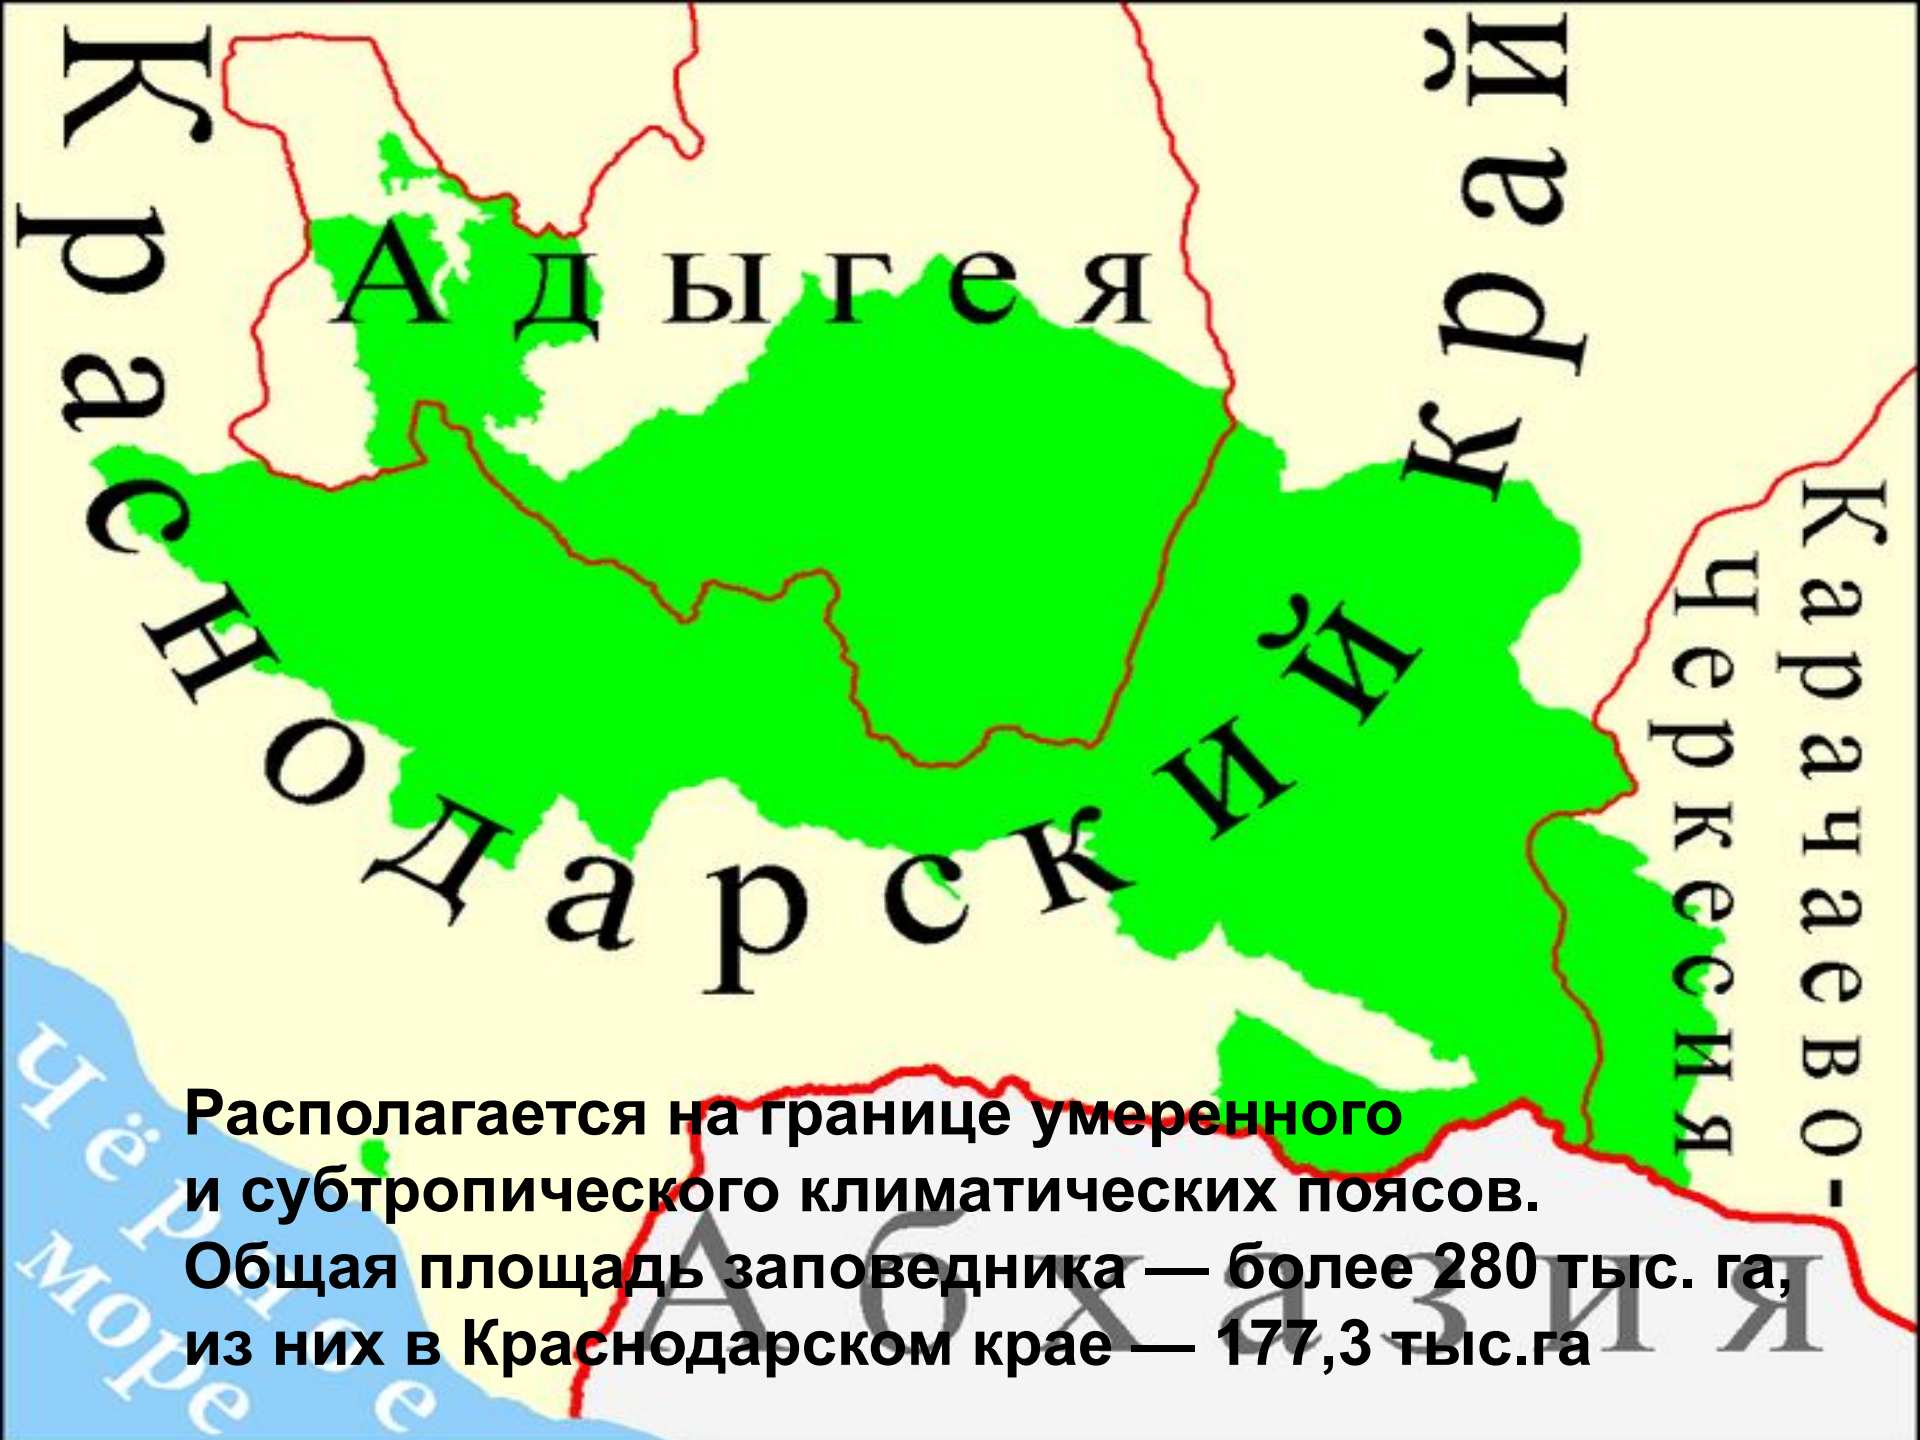 Краснодарский край
Адыгея
Карачаево-
Черкессия
Чёрное
море
Абхазия
Располагается на границе умеренного
и субтропического климатических поясов.
Общая площадь заповедника — более 280 тыс. га,
из них в Краснодарском крае — 177,3 тыс.га